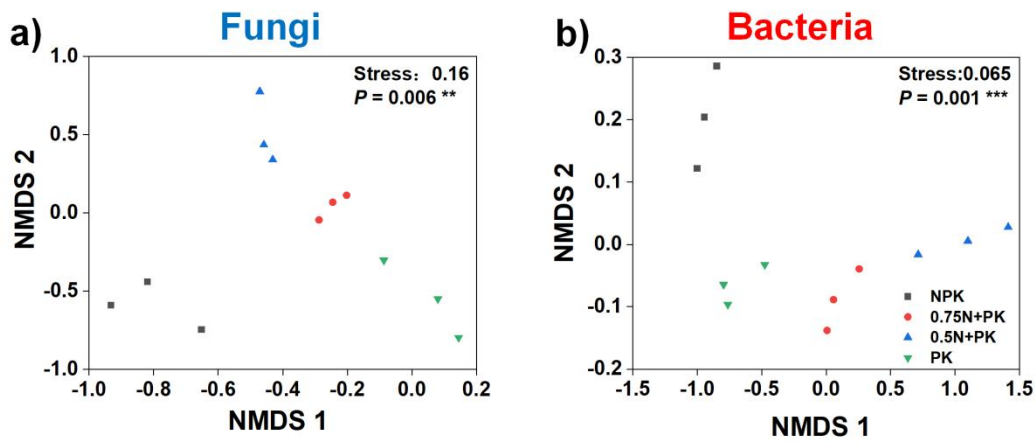 a)
Fungi
Stress: 0.16
P = 0.006 **
1.0
0.5
0.0
-0.5
-1.0
NMDS 2
-1.0 -0.8 -0.6 -0.4 -0.2 0.0 0.2
NMDS 1
b)
Bacteria
Stress:0.065
P = 0.001 ***
0.3
0.2
0.1
0.0
-0.1
-0.2
NMDS 2
NPK
0.75N+PK
0.5N+PK
PK
-1.5 -1.0 -0.5 0.0 0.5 1.0 1.5
NMDS 1